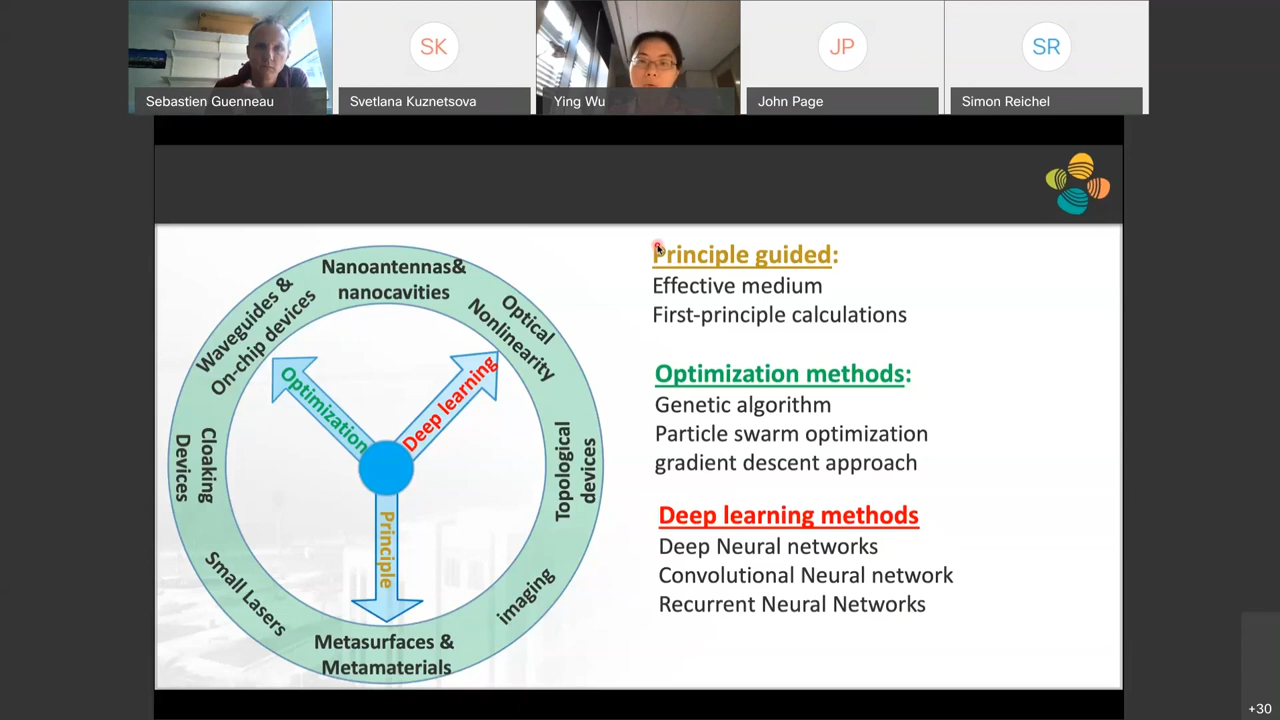 SK
JP
SR
Sebastien Guenneau
Svetlana Kuznetsova
Ying Wu
John Page
Simon Reichel
Nanoantennas&
nanocavities
Optical
Nonlinearity
Topological
devices
imaging
Metasurfaces &
Metamaterials
Small Lasers
Cloaking
Devices
Waveguides &
On-chip devices
Optimization
Deep learning
Principle
Principle guided:
Effective medium
First-principle calculations
Optimization methods:
Genetic algorithm
Particle swarm optimization
gradient descent approach
Deep learning methods
Deep Neural networks
Convolutional Neural network
Recurrent Neural Networks
+30